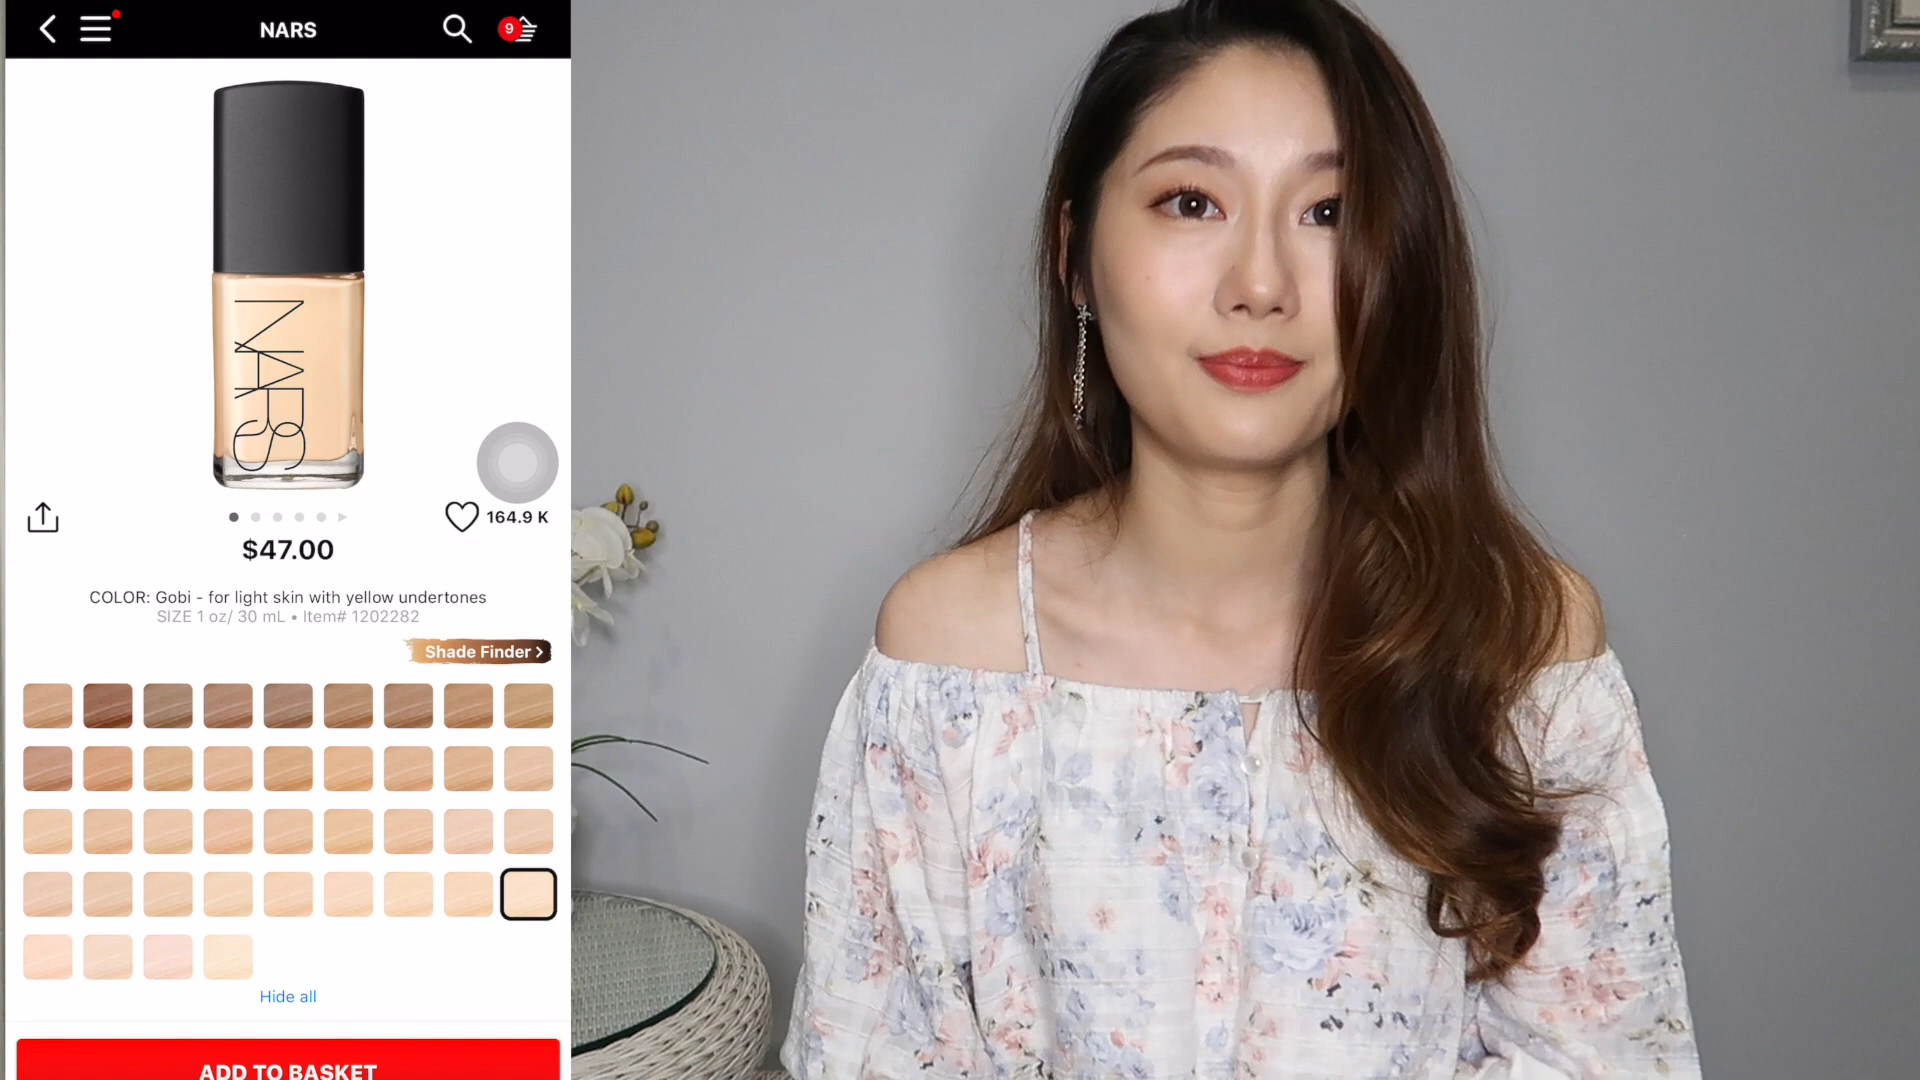 NARS
9
NARS
164.9 K
$47.00
COLOR: Gobi - for light skin with yellow undertones
SIZE 1 oz/ 30 mL • Item# 1202282
Shade Finder >
Hide all
ADD TO BASKET